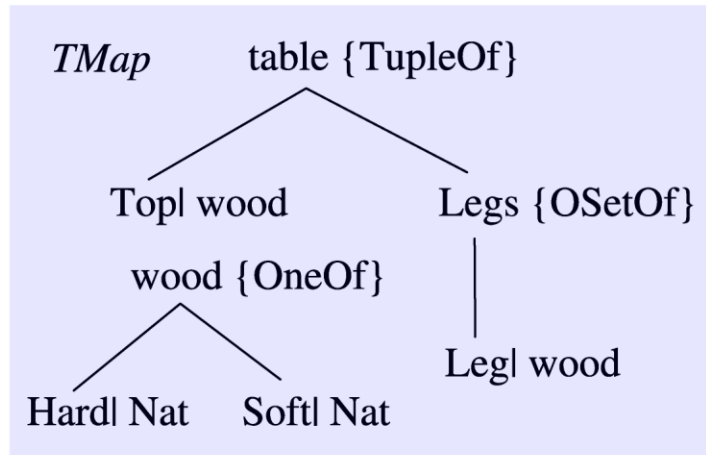 TMap table {TupleOf}
Top| wood Legs {OSetOf}
wood {OneOf}
Leg| wood
Hard| Nat Soft| Nat